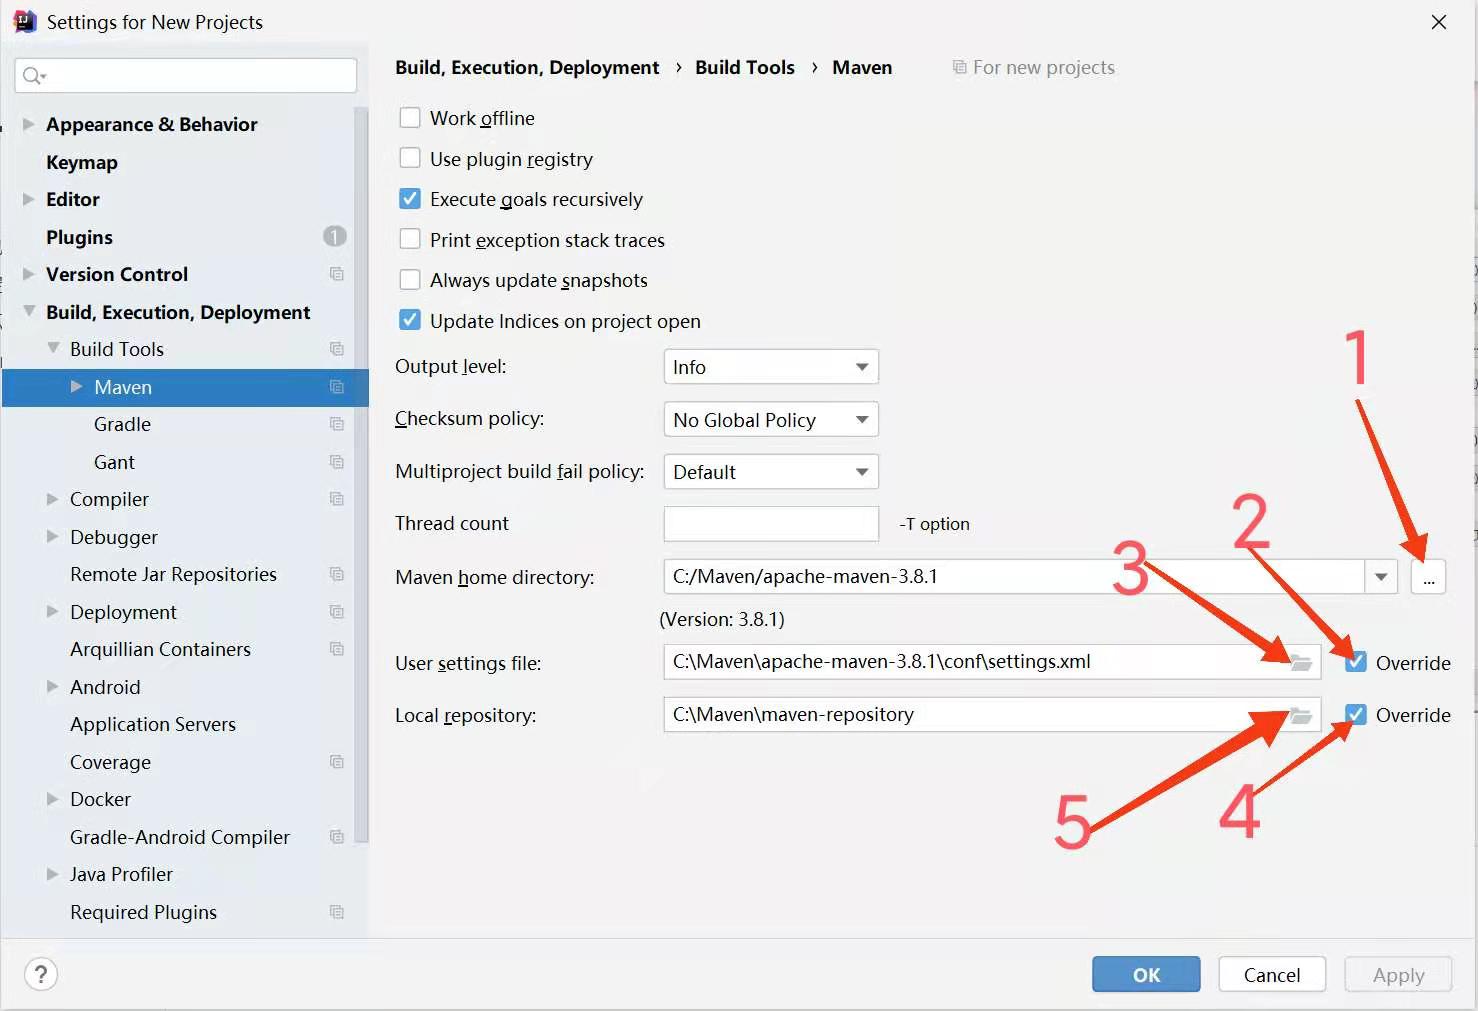 Settings for New Projects
Appearance & Behavior
Keymap
Editor
Plugins 1
Version Control
Build, Execution, Deployment
Build Tools
Maven
Gradle
Gant
Compiler
Debugger
Remote Jar Repositories
Deployment
Arquillian Containers
Android
Application Servers
Coverage
Docker
Gradle-Android Compiler
Java Profiler
Required Plugins
Build, Execution, Deployment › Build Tools › Maven For new projects
Work offline
Use plugin registry
Execute goals recursively
Print exception stack traces
Always update snapshots
Update Indices on project open
Output level: Info
Checksum policy: No Global Policy
Multiproject build fail policy: Default
Thread count -T option
Maven home directory: C:/Maven/apache-maven-3.8.1 ...
(Version: 3.8.1)
User settings file: C:\Maven\apache-maven-3.8.1\conf\settings.xml Override
Local repository: C:\Maven\maven-repository Override
1
2
3
4
5
? OK Cancel Apply